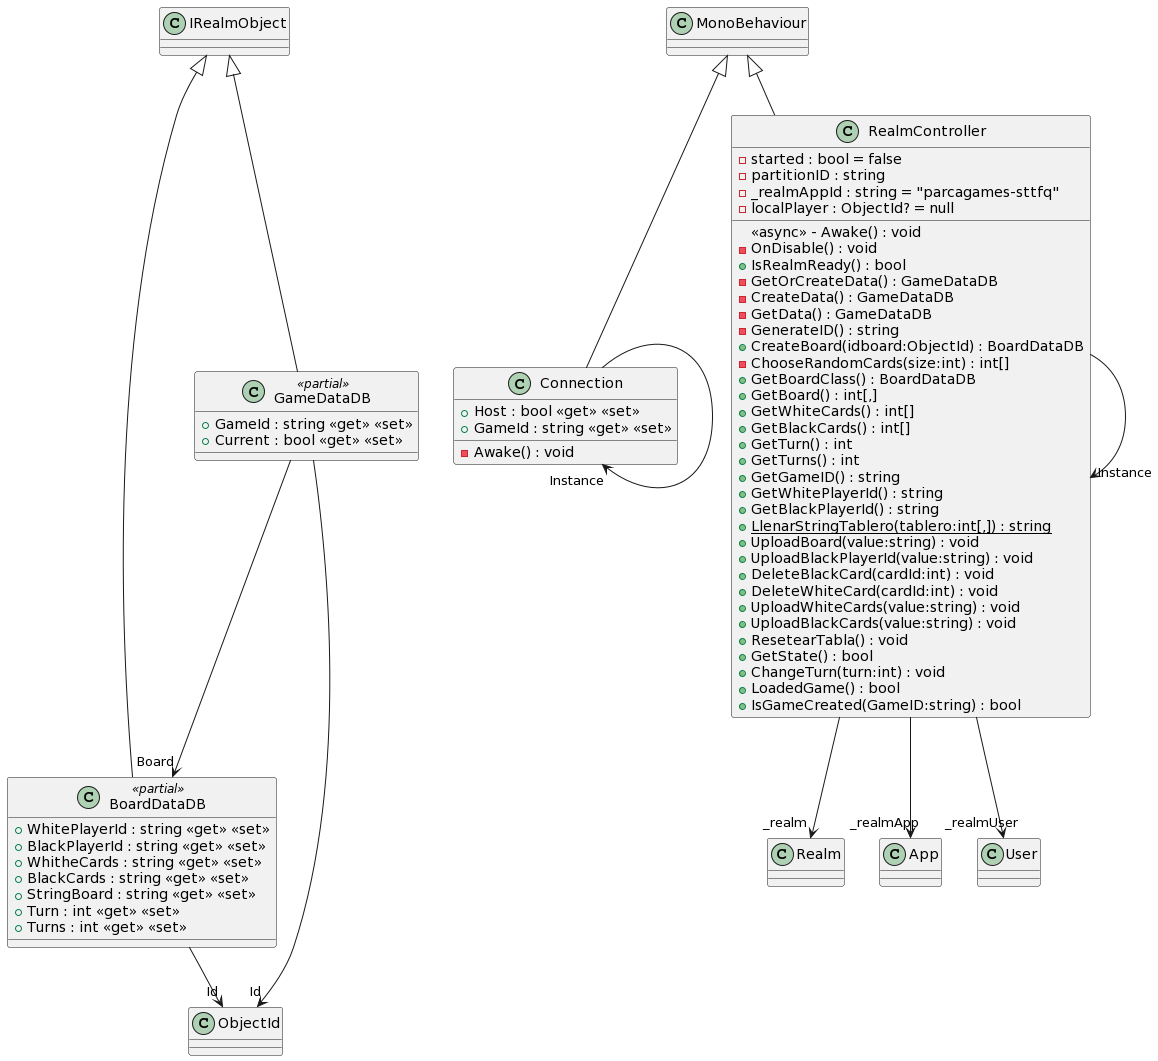 C IRealmObject
C MonoBehaviour
C RealmController
started : bool = false
partitionID : string
_realmAppId : string = "parcagames-sttfq"
localPlayer : ObjectId? = null
«async» - Awake() : void
OnDisable() : void
IsRealmReady() : bool
GetOrCreateData() : GameDataDB
CreateData() : GameDataDB
GetData() : GameDataDB
GenerateID() : string
CreateBoard(idboard:ObjectId) : BoardDataDB
ChooseRandomCards(size:int) : int[]
GetBoardClass() : BoardDataDB
GetBoard() : int[,]
GetWhiteCards() : int[]
GetBlackCards() : int[]
GetTurn() : int
GetTurns() : int
GetGameID() : string
GetWhitePlayerId() : string
GetBlackPlayerId() : string
LlenarStringTablero(tablero:int[,]) : string
UploadBoard(value:string) : void
UploadBlackPlayerId(value:string) : void
DeleteBlackCard(cardId:int) : void
DeleteWhiteCard(cardId:int) : void
UploadWhiteCards(value:string) : void
UploadBlackCards(value:string) : void
ResetearTabla() : void
GetState() : bool
ChangeTurn(turn:int) : void
LoadedGame() : bool
IsGameCreated(GameID:string) : bool
Instance
C «partial»
GameDataDB
GameId : string «get» «set»
Current : bool «get» «set»
C Connection
Host : bool «get» «set»
GameId : string «get» «set»
Awake() : void
Instance
Board
C «partial»
BoardDataDB
WhitePlayerId : string «get» «set»
BlackPlayerId : string «get» «set»
WhitheCards : string «get» «set»
BlackCards : string «get» «set»
StringBoard : string «get» «set»
Turn : int «get» «set»
Turns : int «get» «set»
_realm
_realmApp
_realmUser
C Realm
C App
C User
Id
Id
C ObjectId